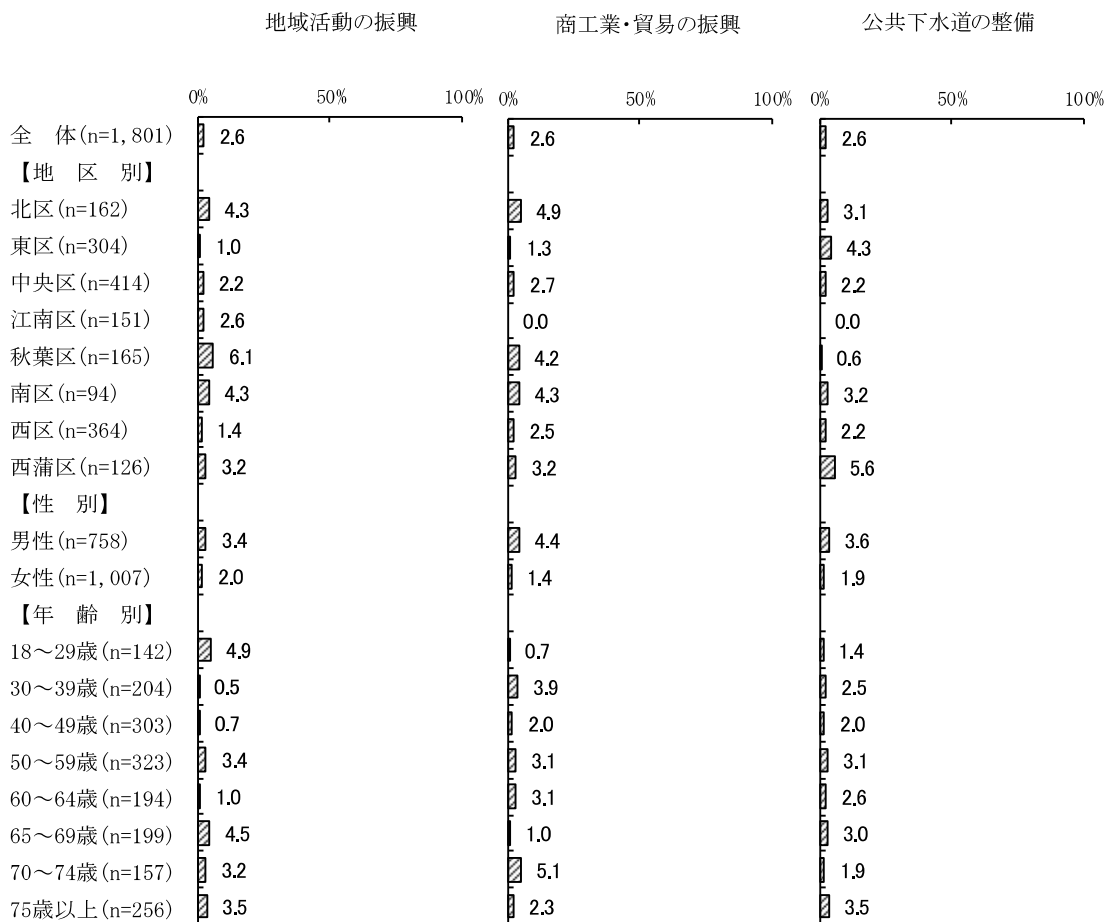 地域活動の振興 商工業・貿易の振興 公共下水道の整備
0% 50% 100% 0% 50% 100% 0% 50% 100%
全 体(n=1,801) 2.6 2.6 2.6
【地 区 別】
北区(n=162) 4.3 4.9 3.1
東区(n=304) 1.0 1.3 4.3
中央区(n=414) 2.2 2.7 2.2
江南区(n=151) 2.6 0.0 0.0
秋葉区(n=165) 6.1 4.2 0.6
南区(n=94) 4.3 4.3 3.2
西区(n=364) 1.4 2.5 2.2
西蒲区(n=126) 3.2 3.2 5.6
【性 別】
男性(n=758) 3.4 4.4 3.6
女性(n=1,007) 2.0 1.4 1.9
【年 齢 別】
18～29歳(n=142) 4.9 0.7 1.4
30～39歳(n=204) 0.5 3.9 2.5
40～49歳(n=303) 0.7 2.0 2.0
50～59歳(n=323) 3.4 3.1 3.1
60～64歳(n=194) 1.0 3.1 2.6
65～69歳(n=199) 4.5 1.0 3.0
70～74歳(n=157) 3.2 5.1 1.9
75歳以上(n=256) 3.5 2.3 3.5